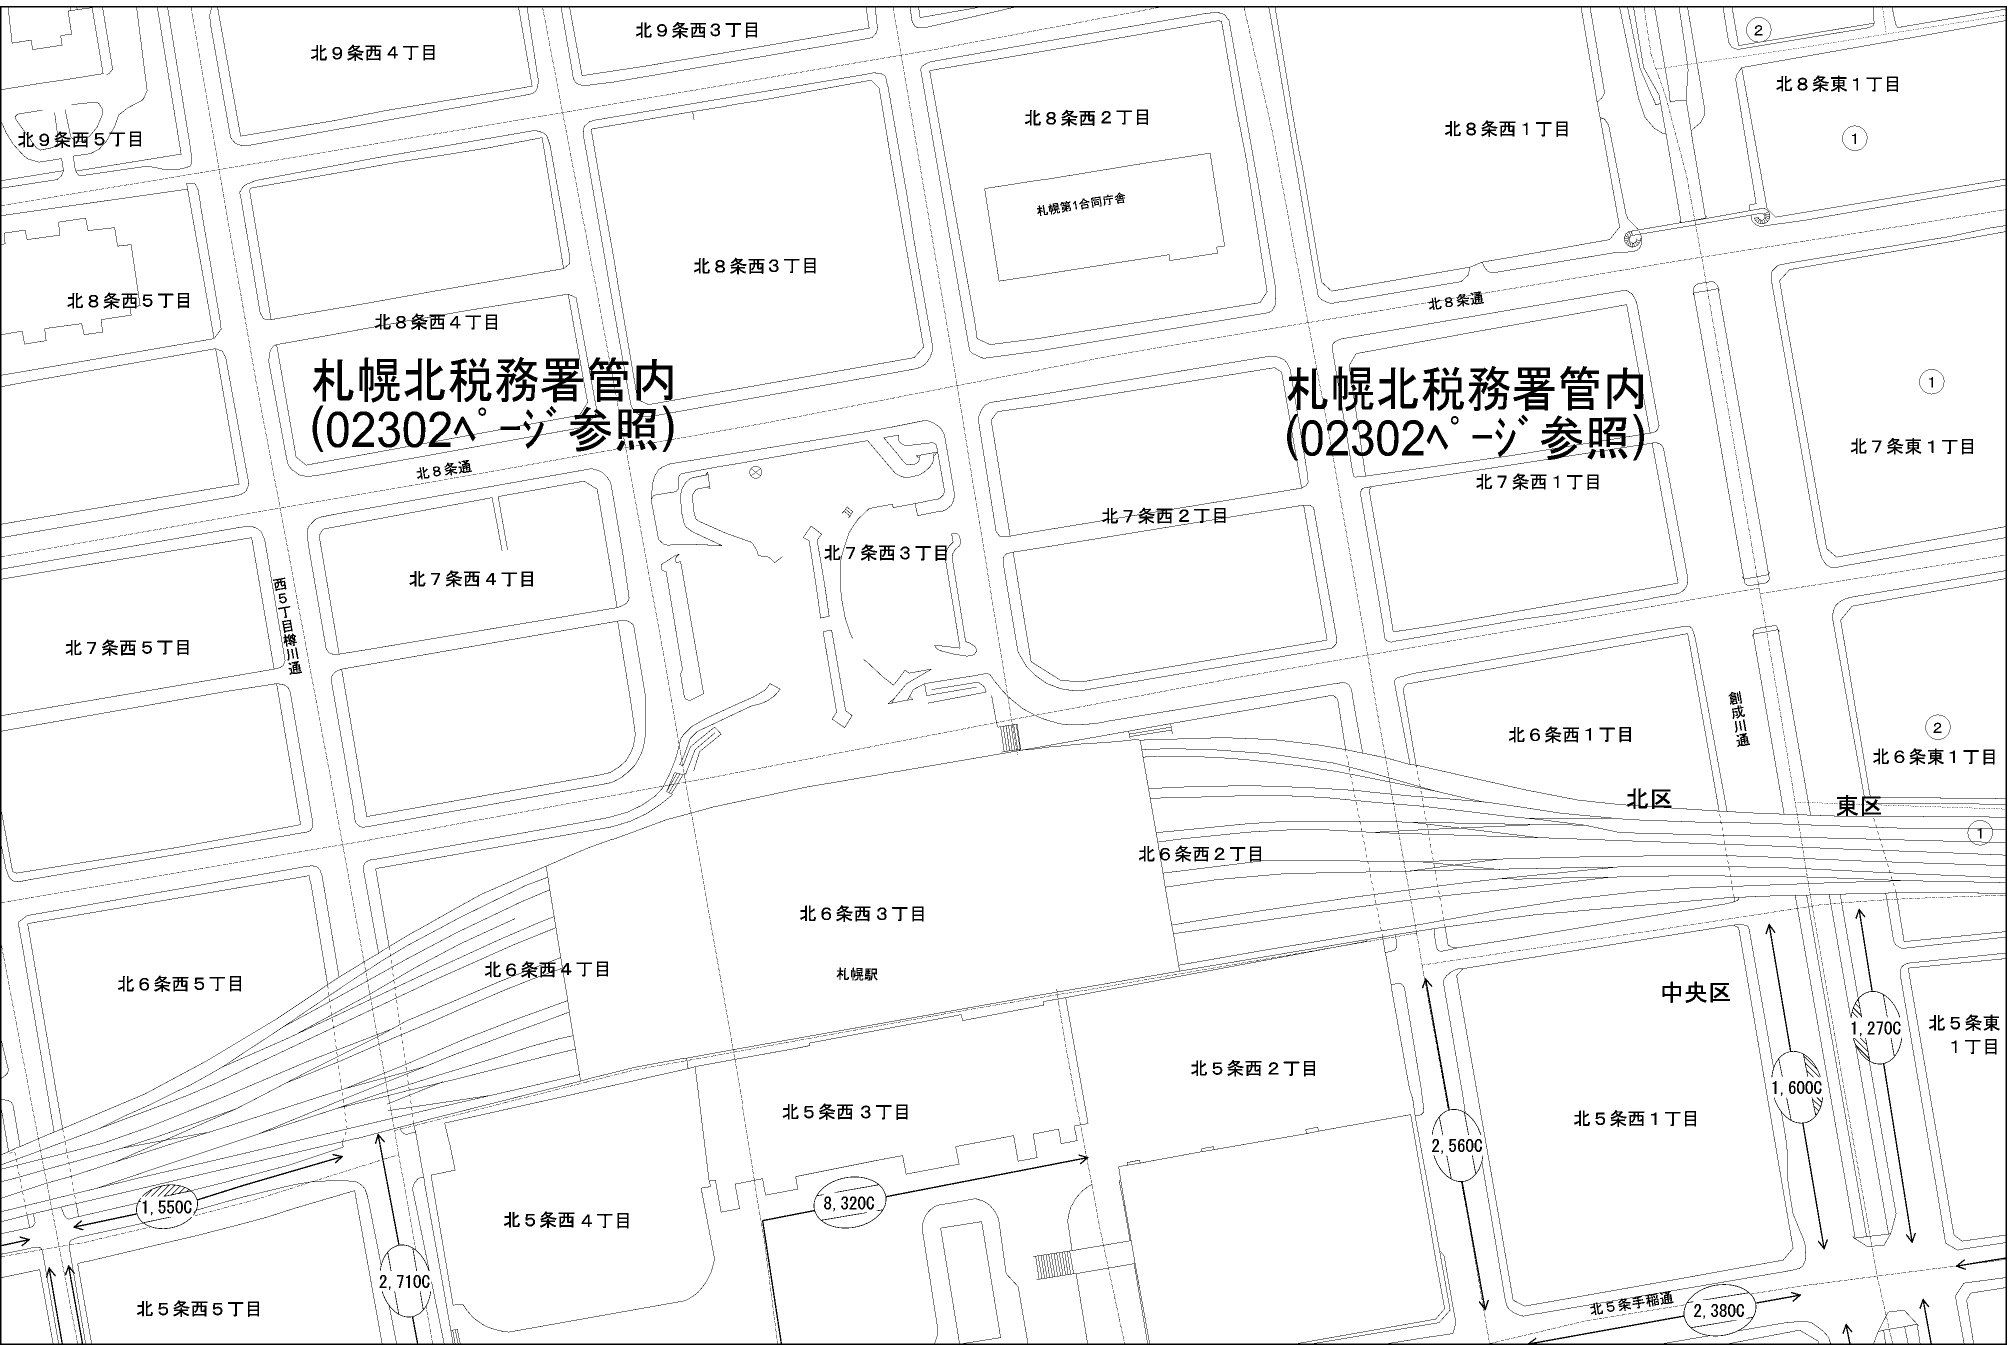 北９条西４丁目
北９条西３丁目
2
北８条東１丁目
1
北９条西５丁目
北８条西２丁目
北８条西１丁目
札幌第1合同庁舎
北８条西３丁目
北８条西５丁目
北８条西４丁目
北８条通
札幌北税務署管内
(02302ﾍﾟｰｼﾞ参照)
札幌北税務署管内
(02302ﾍﾟｰｼﾞ参照)
1
北７条東１丁目
北８条通
北７条西１丁目
北７条西２丁目
北７条西３丁目
北７条西４丁目
西５丁目樽川通
北７条西５丁目
創成川通
北６条西１丁目
2
北６条東１丁目
北区
東区
1
北６条西２丁目
北６条西３丁目
札幌駅
北６条西４丁目
北６条西５丁目
中央区
1,270C
北５条東
１丁目
北５条西２丁目
1,600C
北５条西３丁目
北５条西１丁目
2,560C
1,550C
8,320C
北５条西４丁目
2,710C
北５条西５丁目
北５条手稲通
2,380C